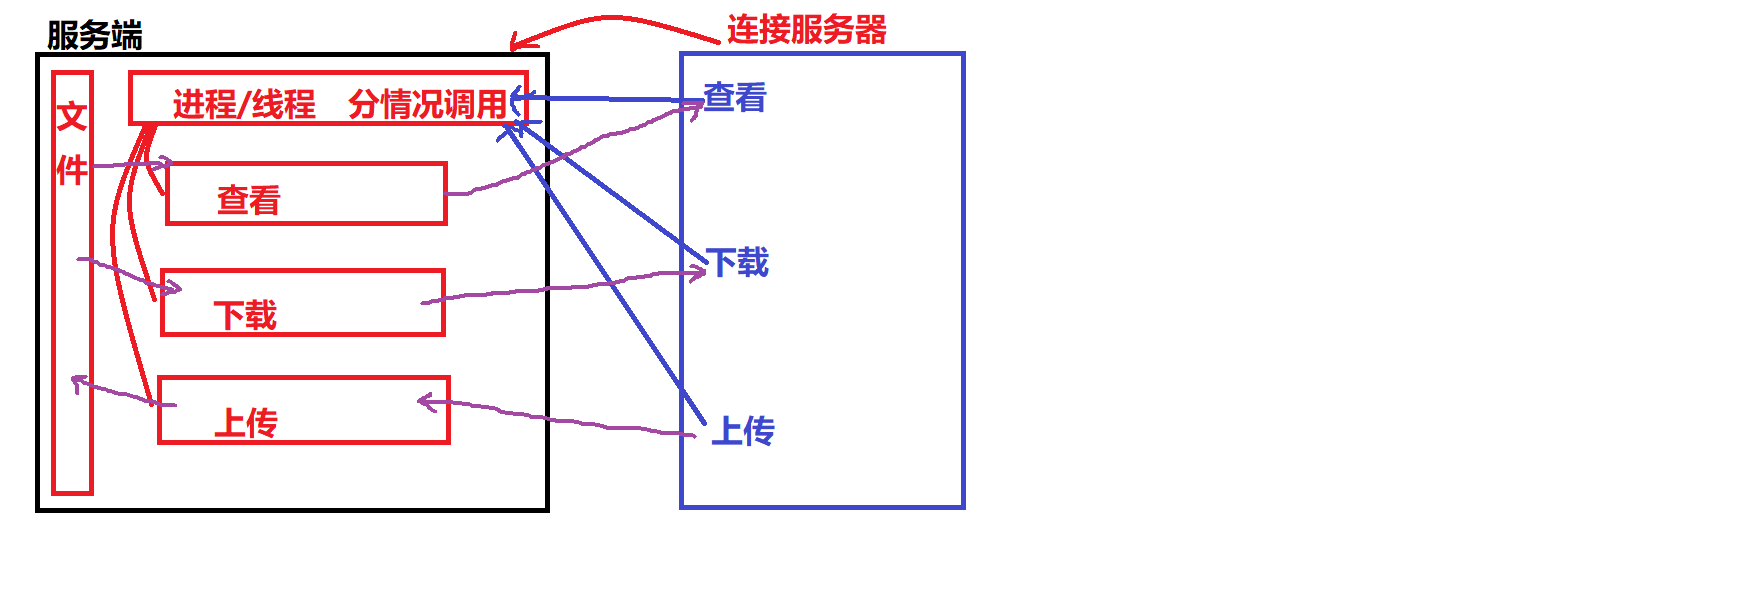 服务端
连接服务器
文件
进程/线程 分情况调用
查看
下载
上传
查看
下载
上传